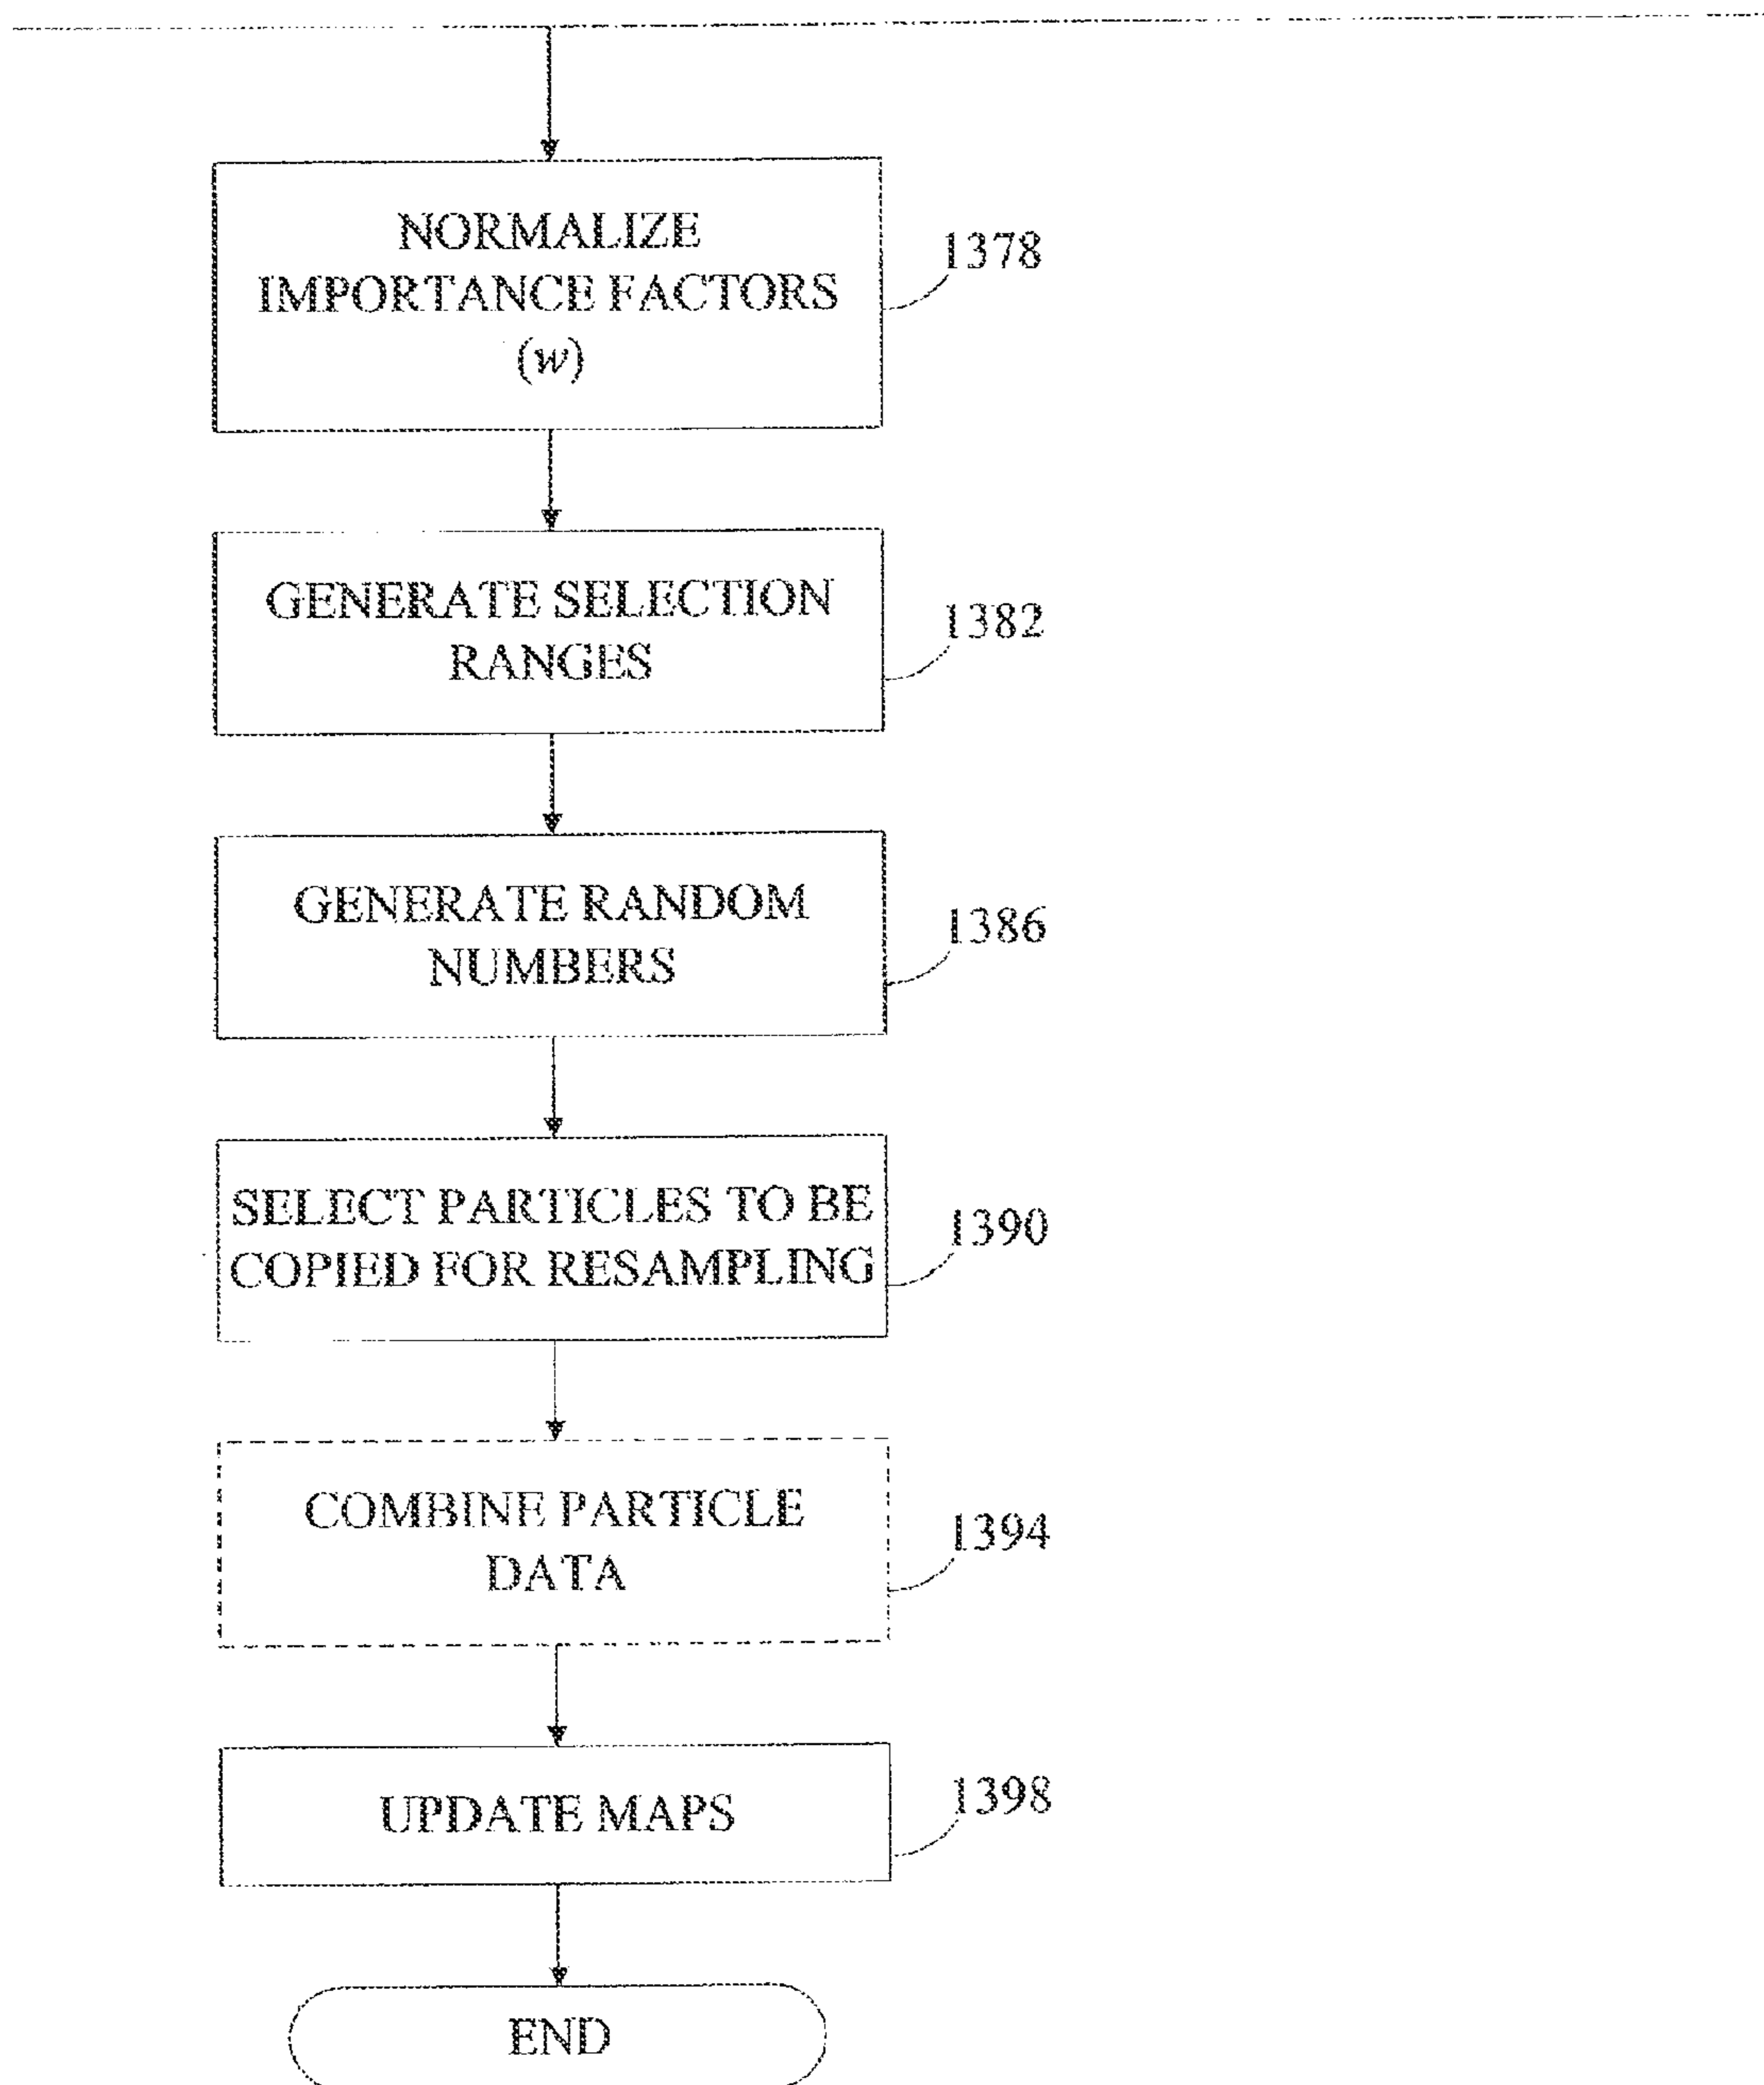 NORMALIZE
IMPORTANCE FACTORS
(w)
1378
GENERATE SELECTION
RANGES
1382
GENERATE RANDOM
NUMBERS
1386
SELECT PARTICLES TO BE
COPIED FOR RESAMPLING
1390
COMBINE PARTICLE
DATA
1394
UPDATE MAPS
1398
END